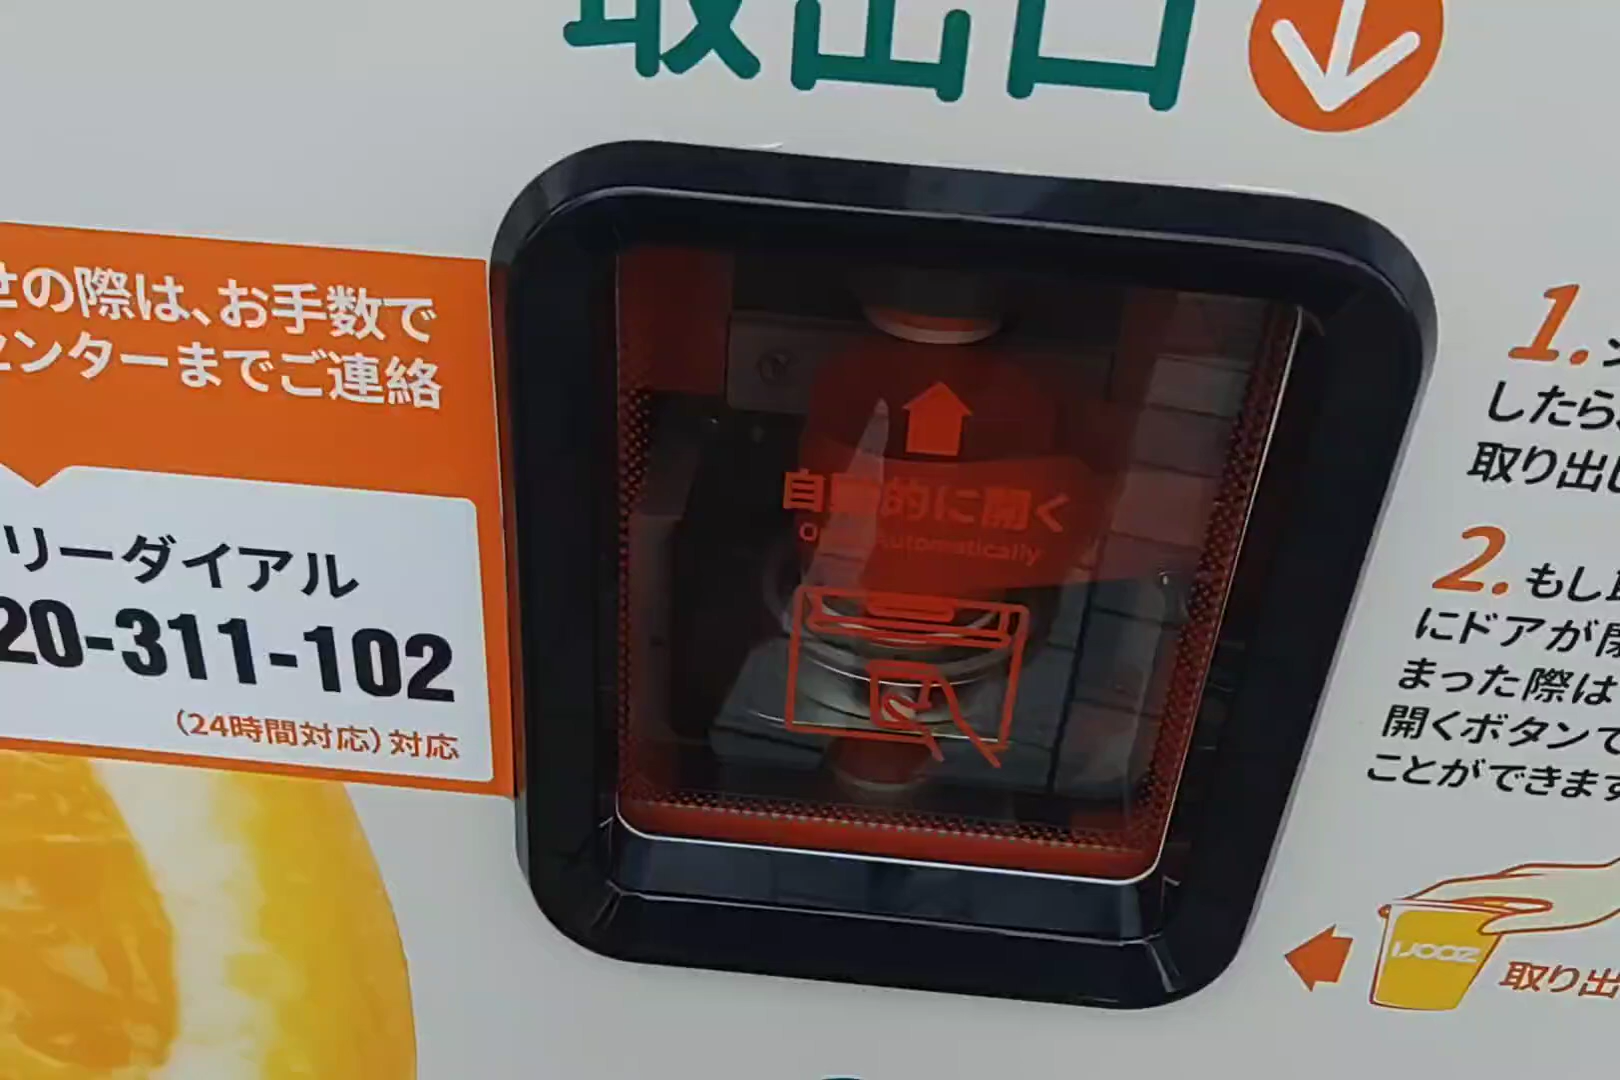 取出口
せの際は、お手数で
センターまでご連絡
リーダイアル
20-311-102
（24時間対応）対応
自動的に開く
Automatically
1.
したら
取り出し
2. もし取
にドアが閉
まった際は
開くボタンで
ことができます
IJOOZ
取り出